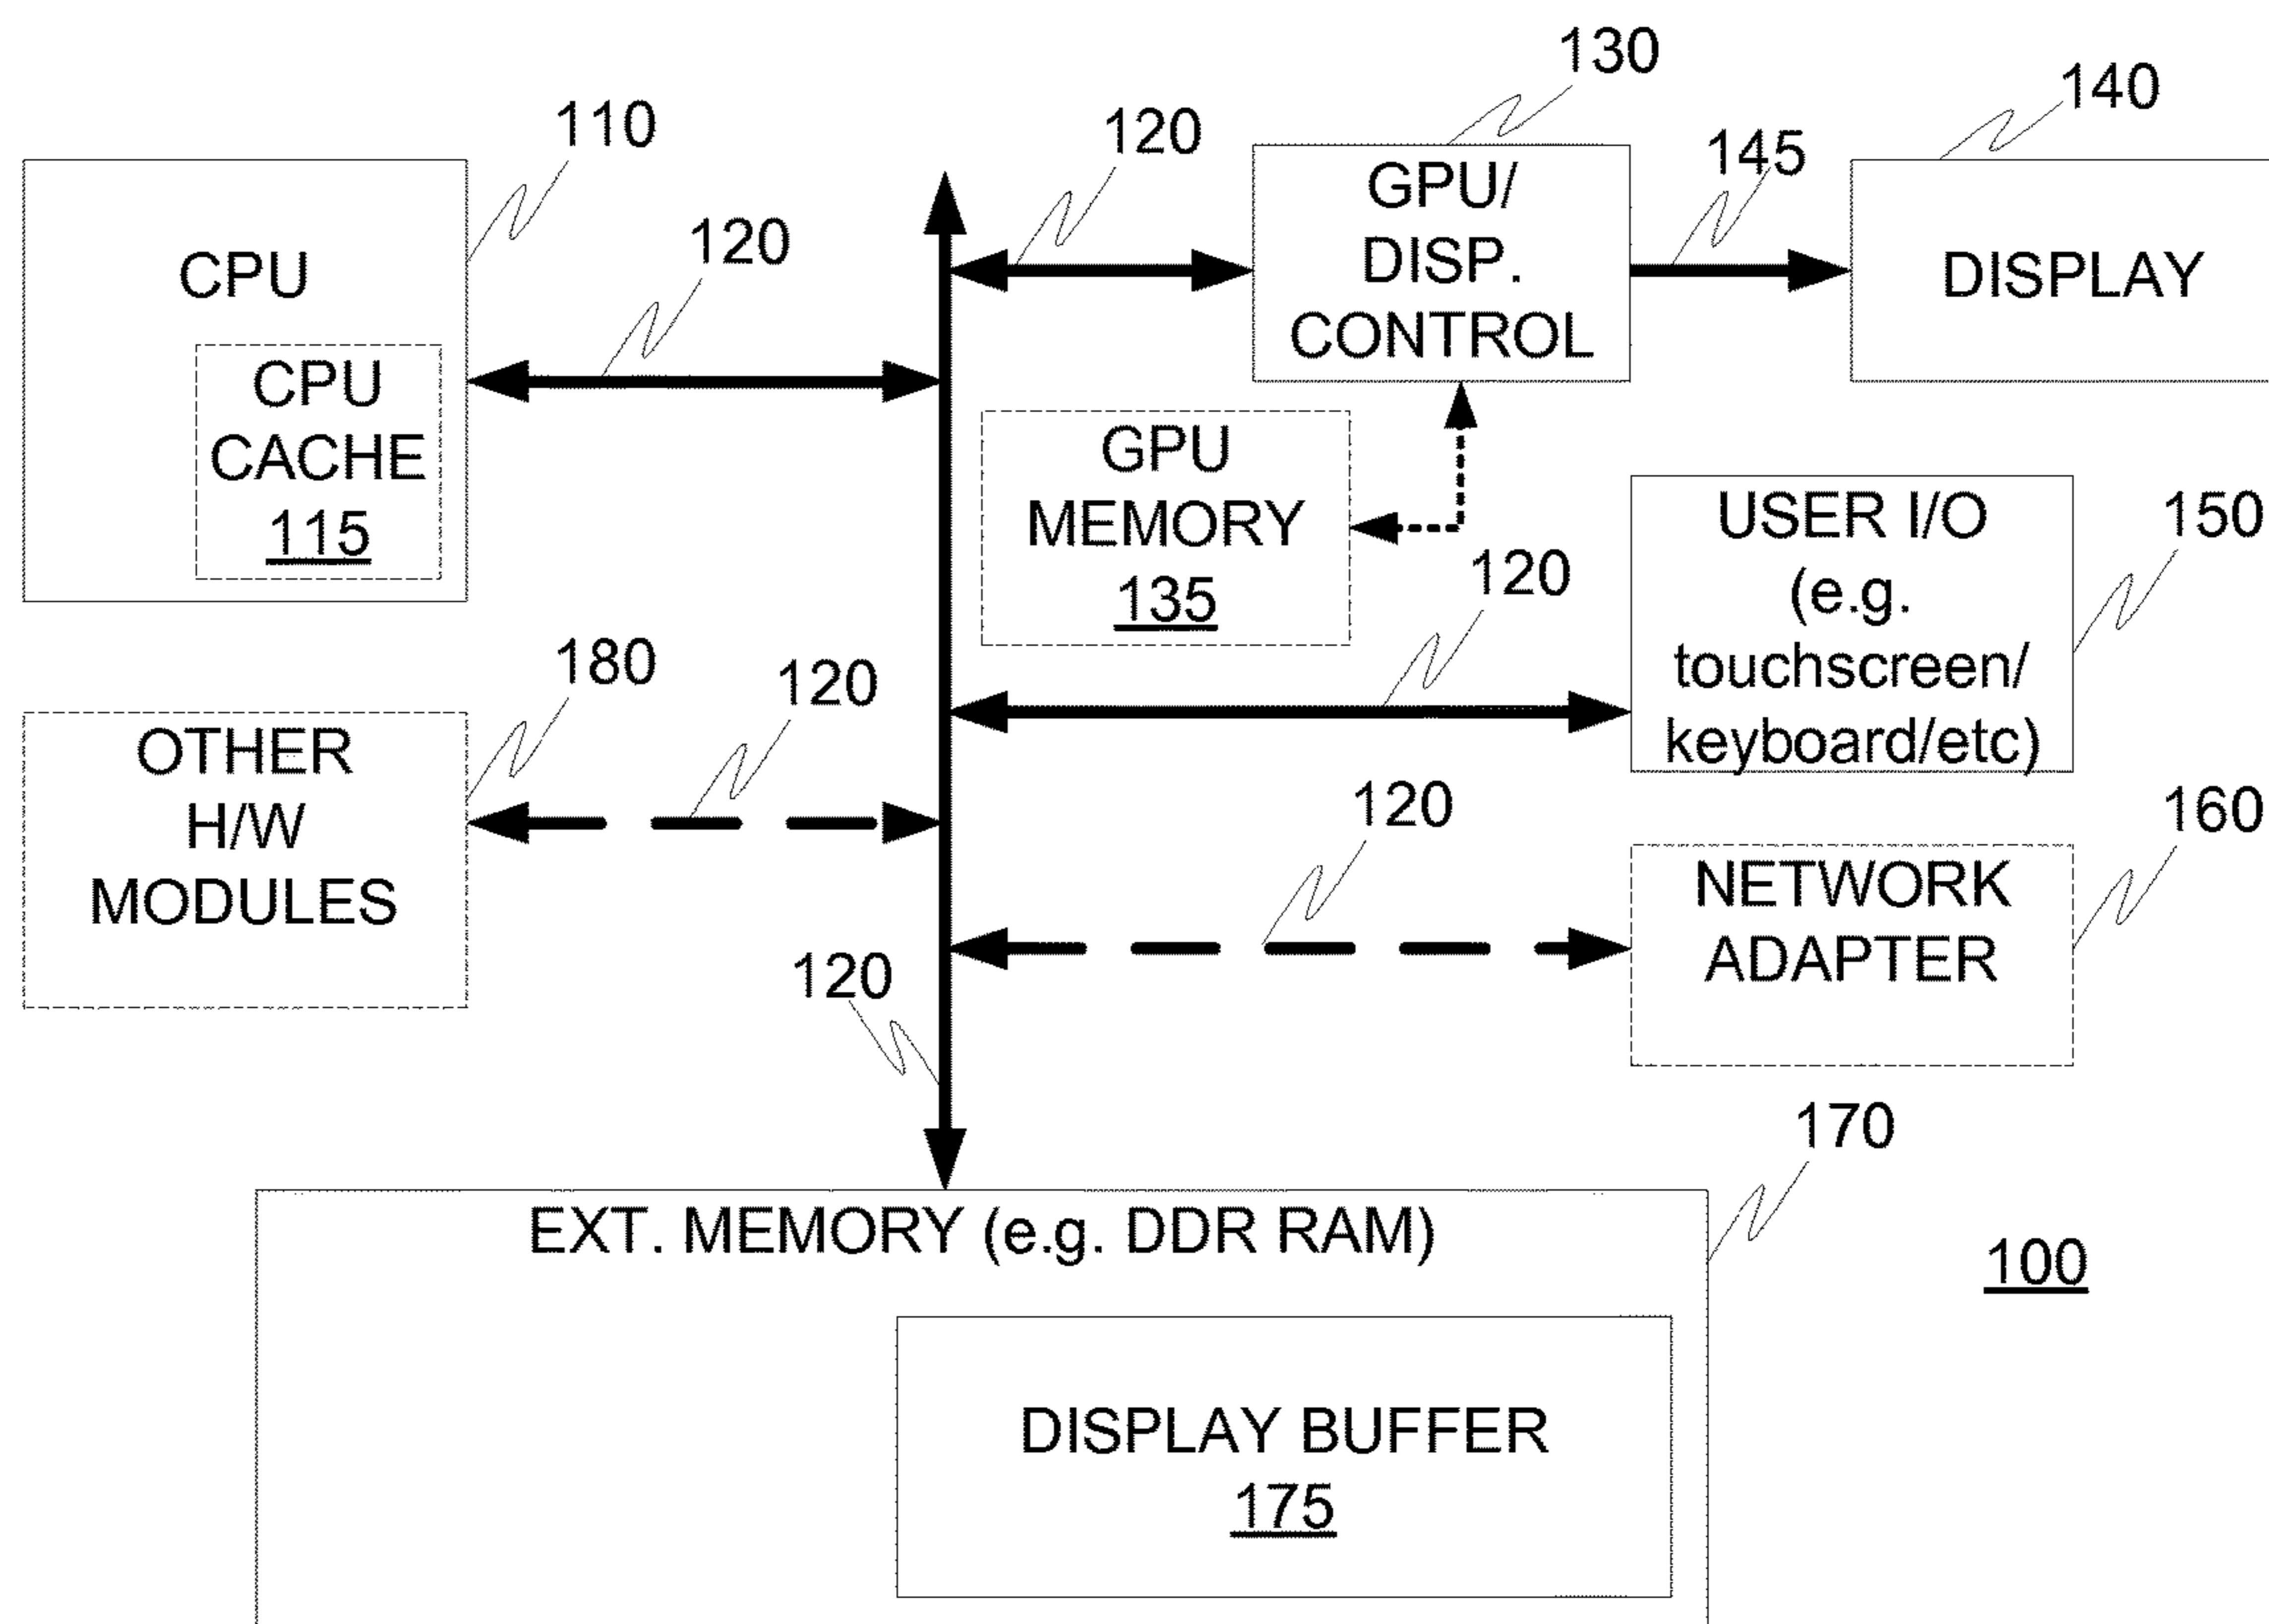 130
140
110
120
145
CPU
120
GPU/
DISP.
CONTROL
DISPLAY
CPU
CACHE
115
GPU
MEMORY
135
120
USER I/O
(e.g.
touchscreen/
keyboard/etc)
150
180
120
OTHER
H/W
MODULES
120
160
NETWORK
ADAPTER
120
170
EXT. MEMORY (e.g. DDR RAM)
100
DISPLAY BUFFER
175